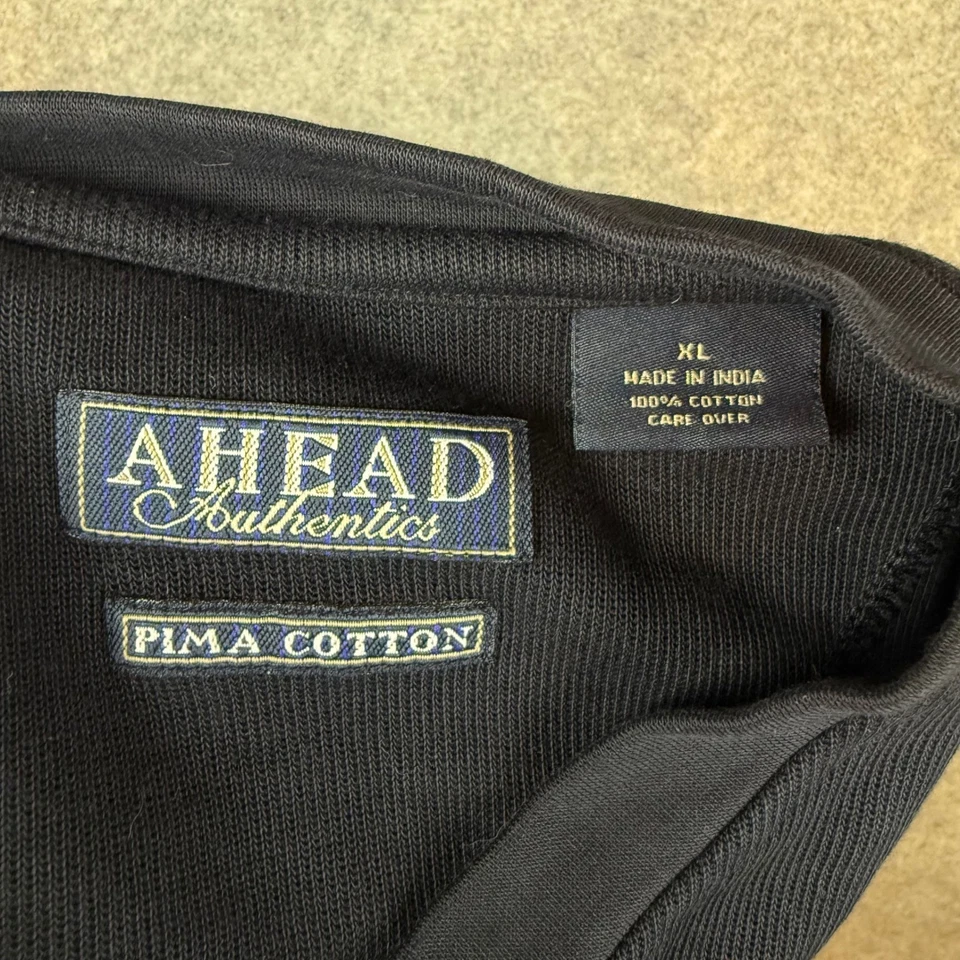 AHEAD
Authentics
PIMA COTTON
XL
MADE IN INDIA
100% COTTON
CARE OVER